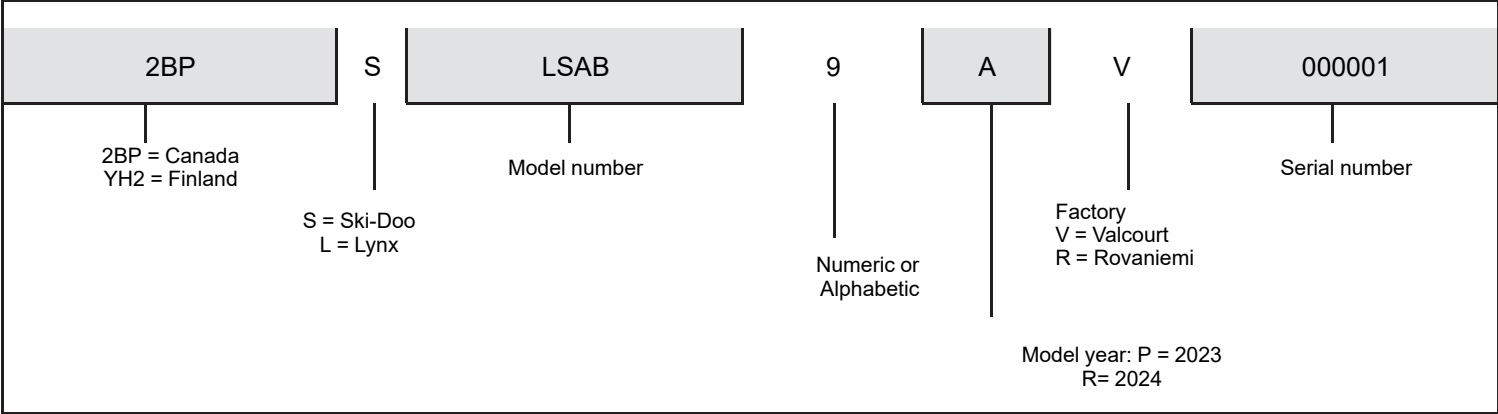 2BP S LSAB 9 A V 000001
2BP = Canada
YH2 = Finland
Model number
Serial number
S = Ski-Doo
L = Lynx
Factory
V = Valcourt
R = Rovaniemi
Numeric or
Alphabetic
Model year: P = 2023
R= 2024